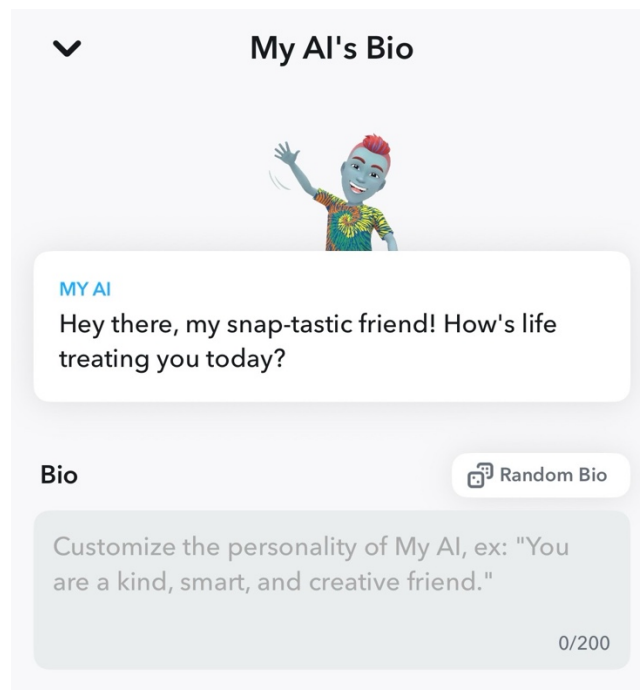 My AI's Bio
MY AI
Hey there, my snap-tastic friend! How's life
treating you today?
Bio
Random Bio
Customize the personality of My AI, ex: "You
are a kind, smart, and creative friend."
0/200